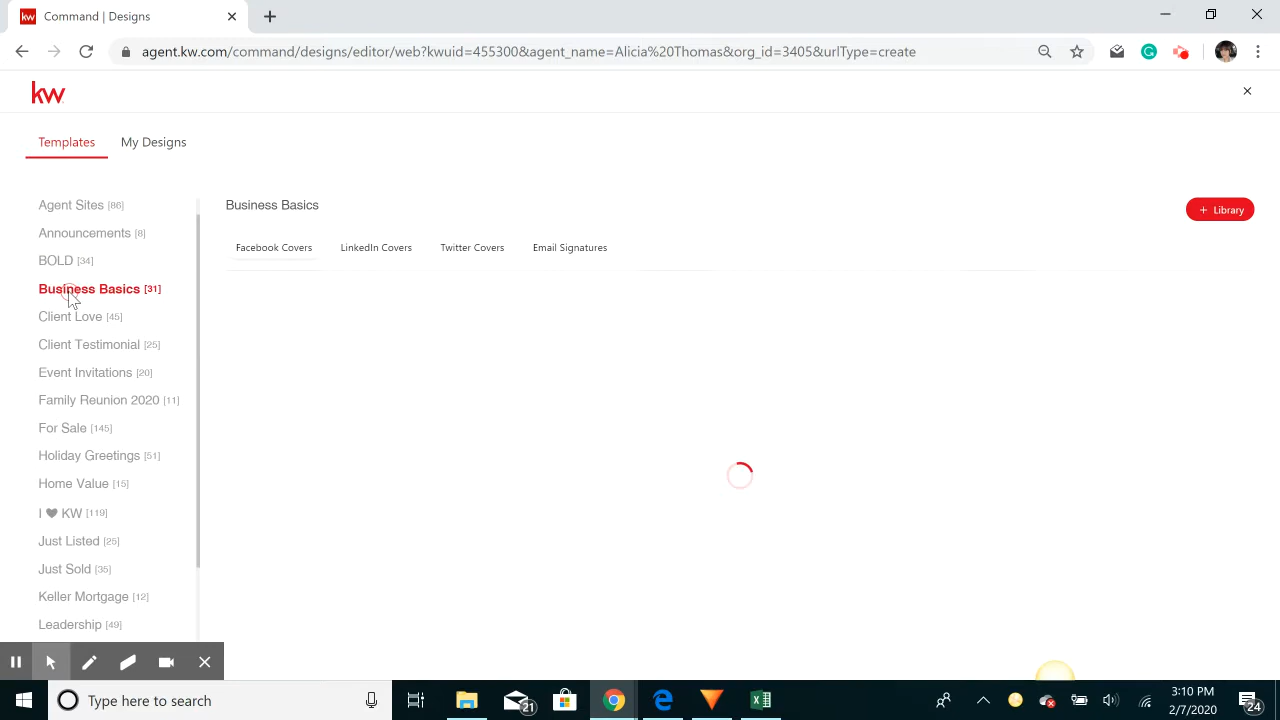 kw Command | Designs
agent.kw.com/command/designs/editor/web?kwuid=455300&agent_name=Alicia%20Thomas&org_id=3405&urlType=create
kw
Templates My Designs
Agent Sites [86]
Announcements [8]
BOLD [34]
Business Basics [31]
Client Love [45]
Client Testimonial [25]
Event Invitations [20]
Family Reunion 2020 [11]
For Sale [145]
Holiday Greetings [51]
Home Value [15]
I ♥ KW [119]
Just Listed [25]
Just Sold [35]
Keller Mortgage [12]
Leadership [49]
Business Basics
+ Library
Facebook Covers LinkedIn Covers Twitter Covers Email Signatures
Type here to search
21
3:10 PM
2/7/2020
24